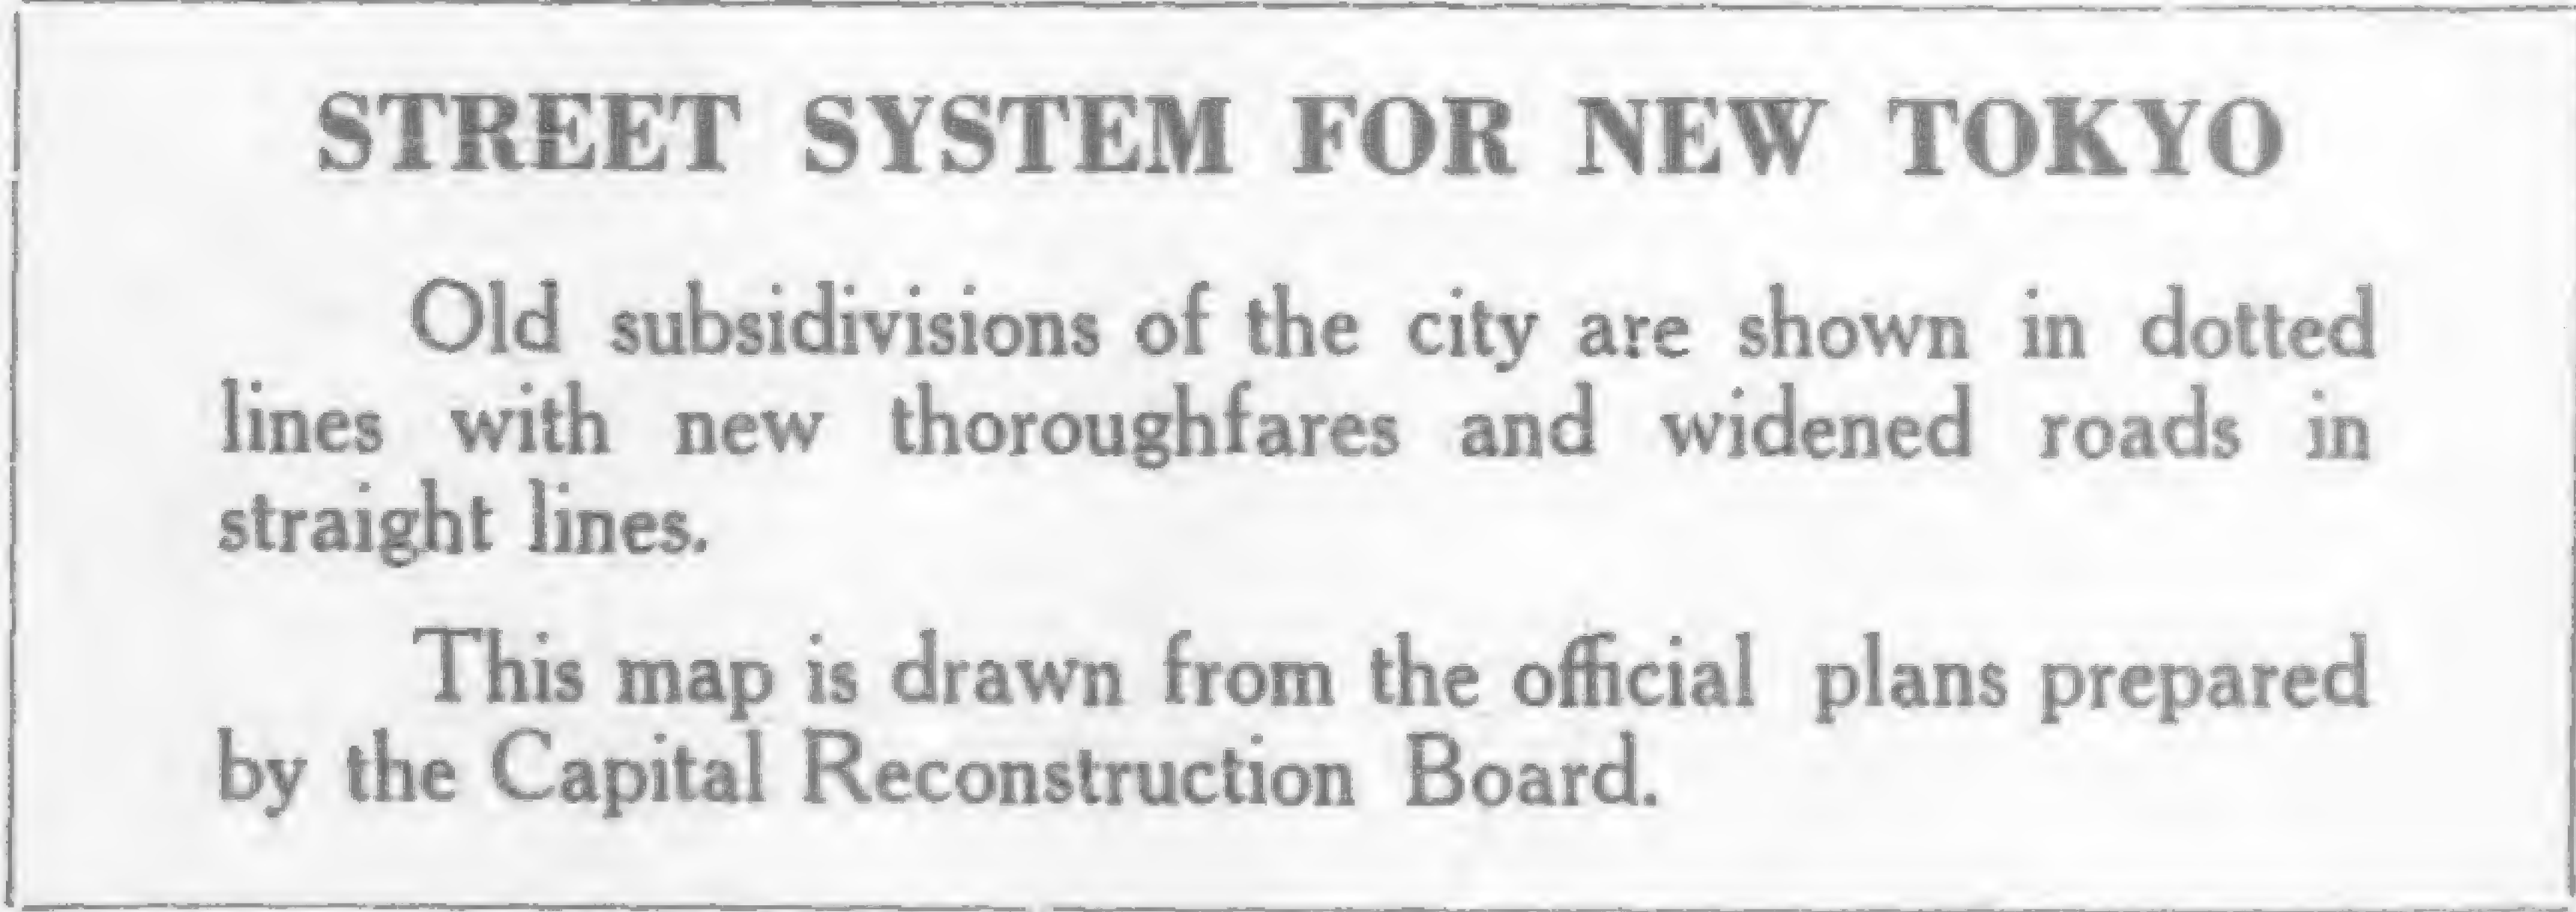 STREET SYSTEM FOR NEW TOKYO
Old subsidivisions of the city are shown in dotted
lines with new thoroughfares and widened roads in
straight lines.
This map is drawn from the official plans prepared
by the Capital Reconstruction Board.